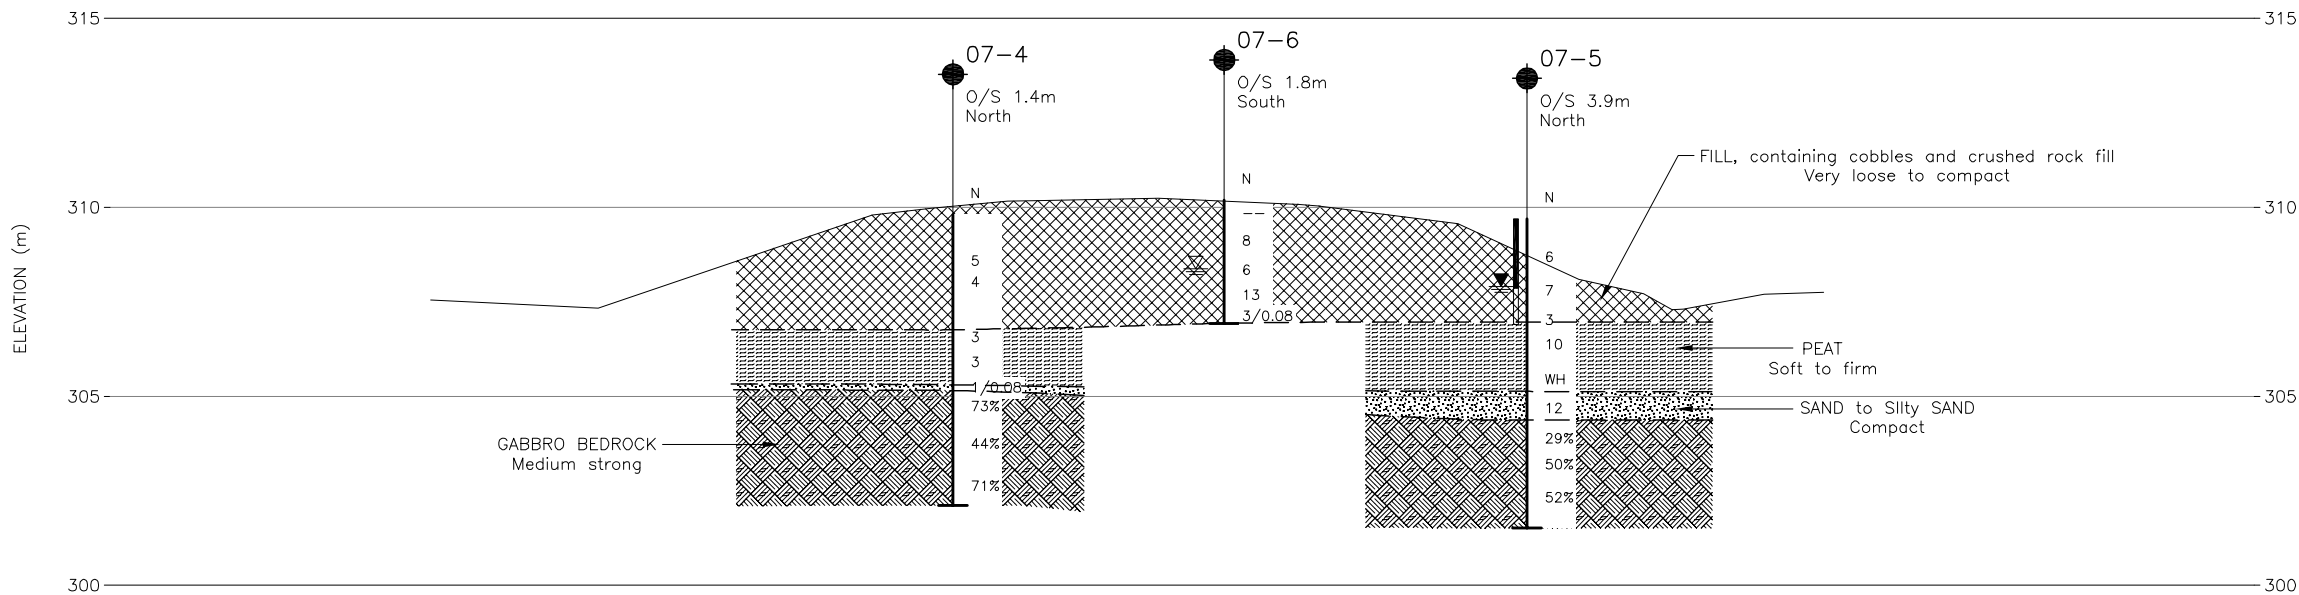 315
315
07-4
O/S 1.4m
North
07-6
O/S 1.8m
South
07-5
O/S 3.9m
North
FILL, containing cobbles and crushed rock fill
Very loose to compact
N
N
N
310
310
ELEVATION (m)
5
4
3
3
1/0.08
73%
44%
71%
--
8
6
13
3/0.08
6
7
3
10
WH
12
29%
50%
52%
PEAT
Soft to firm
305
305
SAND to SIlty SAND
Compact
GABBRO BEDROCK
Medium strong
300
300